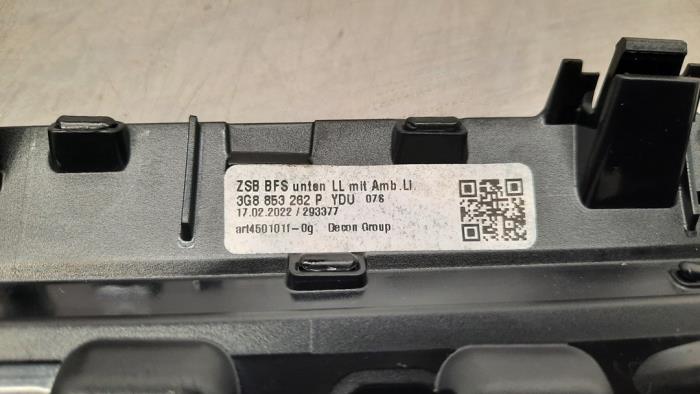 ZSB BFS unten LL mit Amb.LI.
3G8 853 262 P YDU 076
17.02.2022 / 293377
art4501011-0g Decon Group